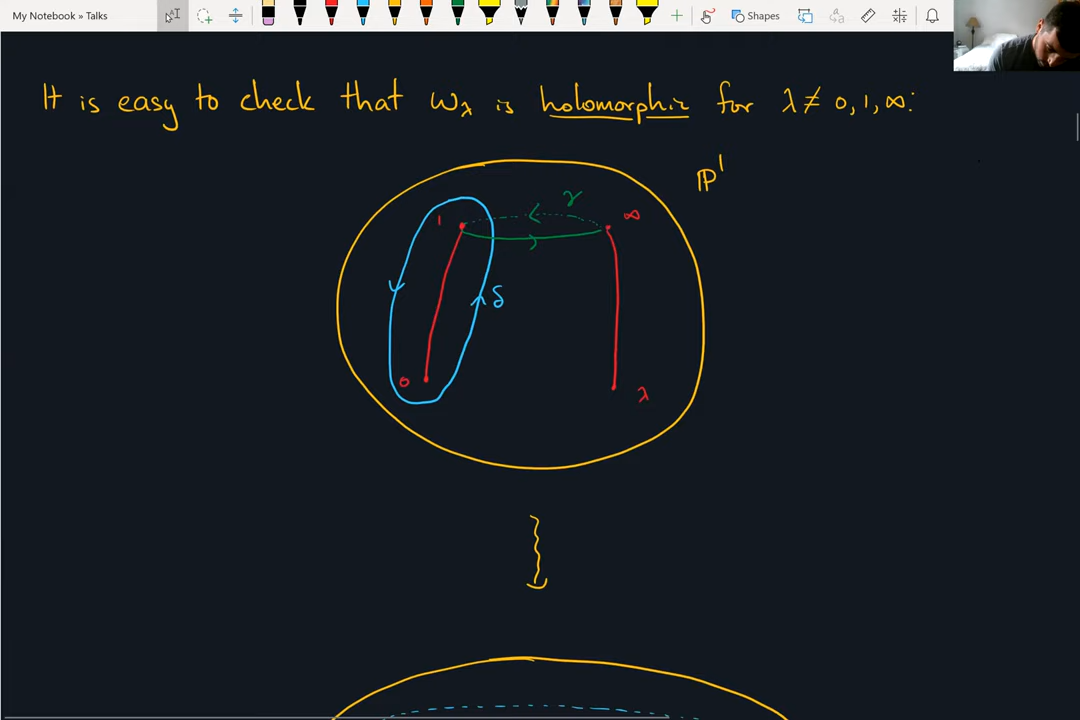 My Notebook » Talks
Shapes
It is easy to check that ωλ is holomorphic for λ ≠ 0, 1, ∞:
ℙ¹
γ
1
∞
δ
0
λ